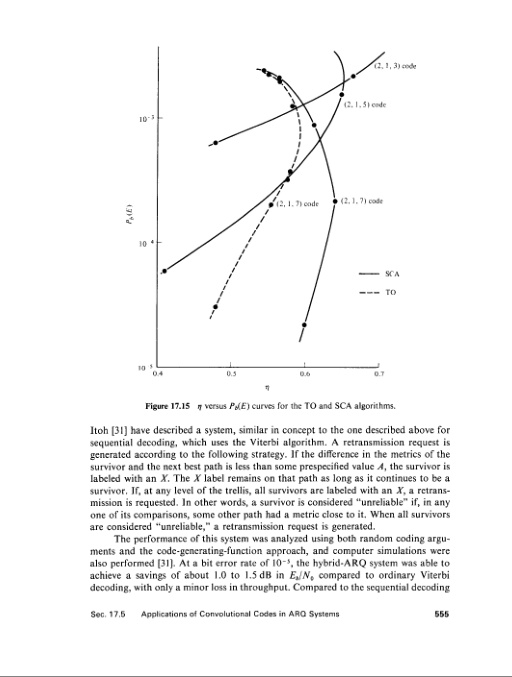 (2, 1, 3) code
(2, 1, 5) code
10-3
(2, 1, 7) code
(2, 1, 7) code
Pb(E)
10-4
SCA
TO
10-5
0.4
0.5
0.6
0.7
η
Figure 17.15 η versus Pb(E) curves for the TO and SCA algorithms.
Itoh [31] have described a system, similar in concept to the one described above for
sequential decoding, which uses the Viterbi algorithm. A retransmission request is
generated according to the following strategy. If the difference in the metrics of the
survivor and the next best path is less than some prespecified value A, the survivor is
labeled with an X. The X label remains on that path as long as it continues to be a
survivor. If, at any level of the trellis, all survivors are labeled with an X, a retrans-
mission is requested. In other words, a survivor is considered "unreliable" if, in any
one of its comparisons, some other path had a metric close to it. When all survivors
are considered "unreliable," a retransmission request is generated.
The performance of this system was analyzed using both random coding argu-
ments and the code-generating-function approach, and computer simulations were
also performed [31]. At a bit error rate of 10-5, the hybrid-ARQ system was able to
achieve a savings of about 1.0 to 1.5 dB in Eb/N0 compared to ordinary Viterbi
decoding, with only a minor loss in throughput. Compared to the sequential decoding
Sec. 17.5 Applications of Convolutional Codes in ARQ Systems 555